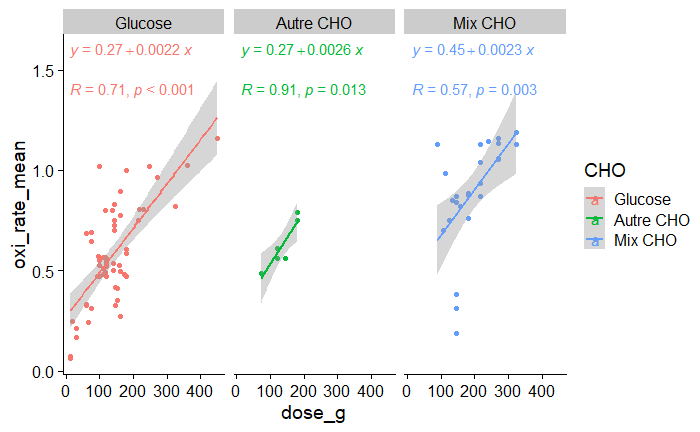 Glucose Autre CHO Mix CHO
y = 0.27+0.0022 x y = 0.27+0.0026 x y = 0.45+0.0023 x
R = 0.71, p < 0.001 R = 0.91, p = 0.013 R = 0.57, p = 0.003
1.5
1.0
0.5
0.0
oxi_rate_mean
0 100 200 300 400 0 100 200 300 400 0 100 200 300 400
dose_g
CHO
a Glucose
a Autre CHO
a Mix CHO